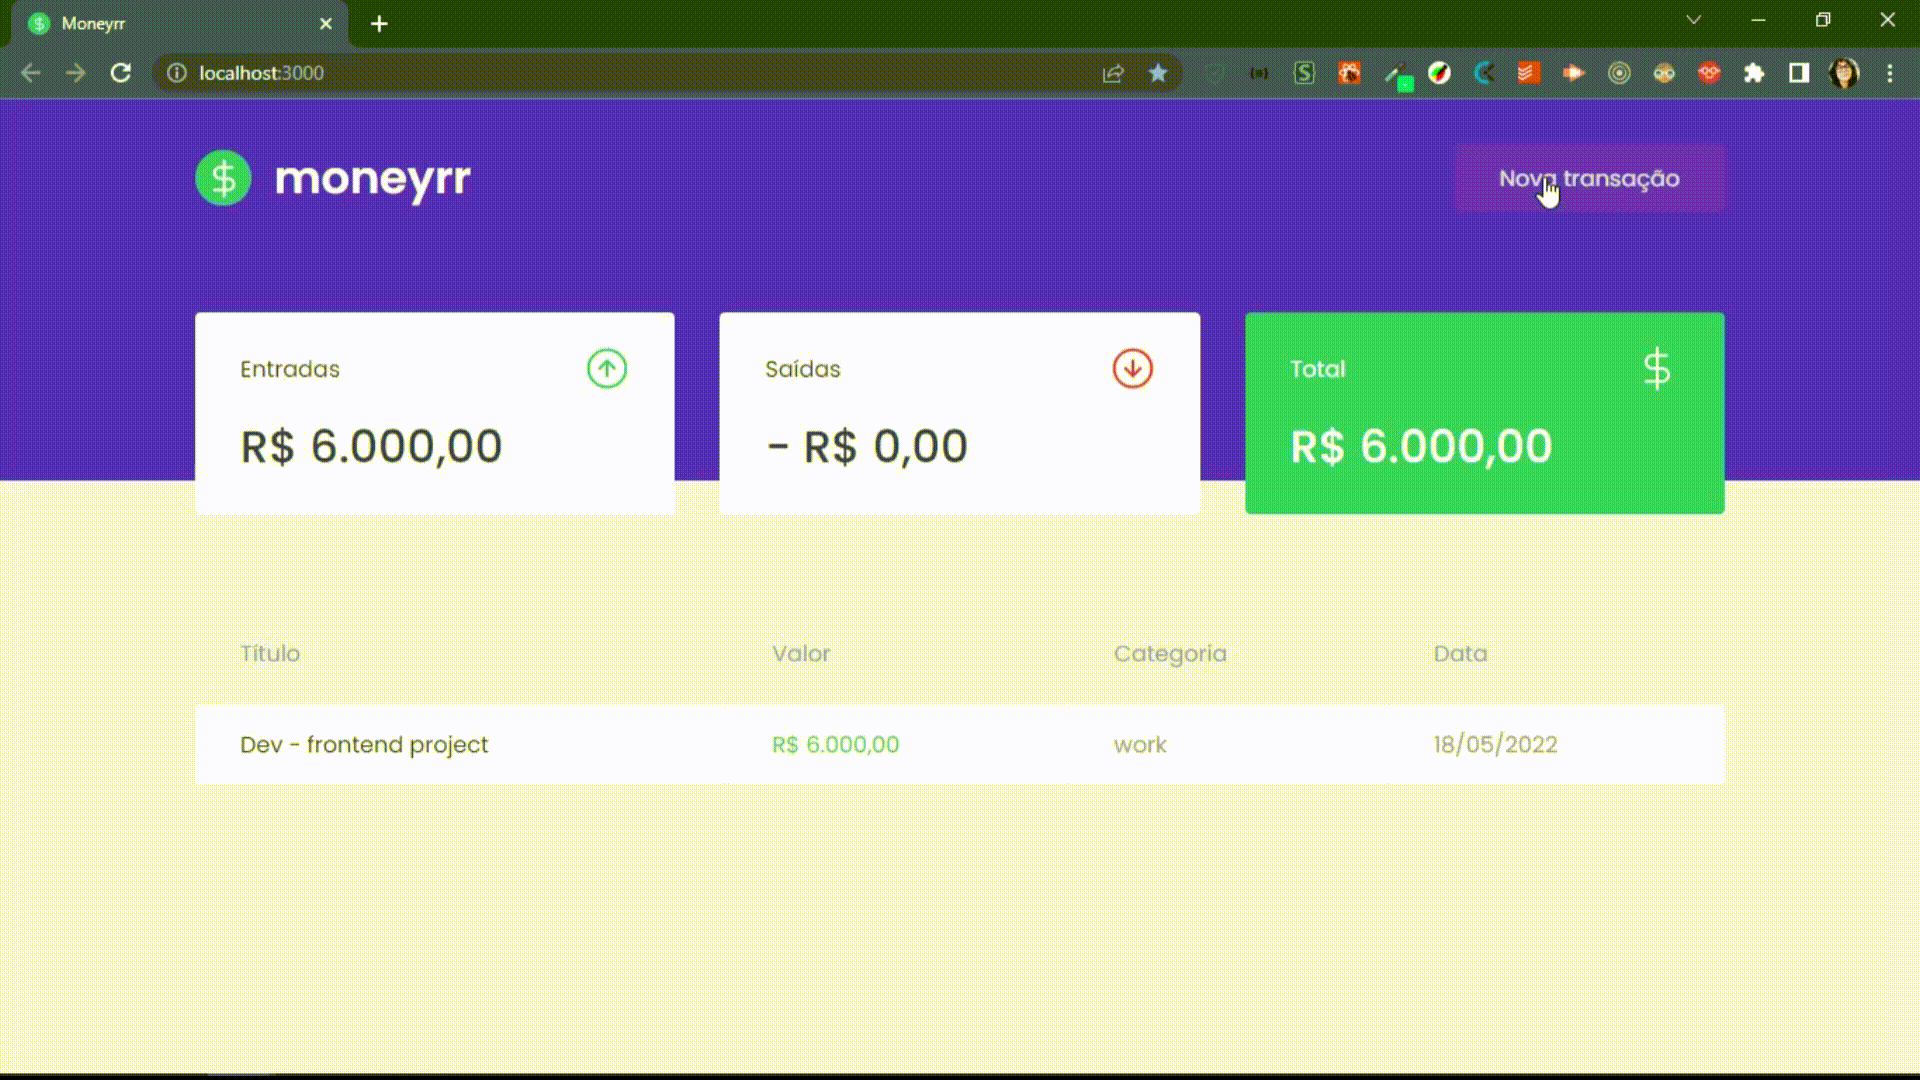 Moneyrr
localhost:3000
moneyrr
Nova transação
Entradas
Saídas
Total
R$ 6.000,00
- R$ 0,00
R$ 6.000,00
Título
Valor
Categoria
Data
Dev - frontend project
R$ 6.000,00
work
18/05/2022